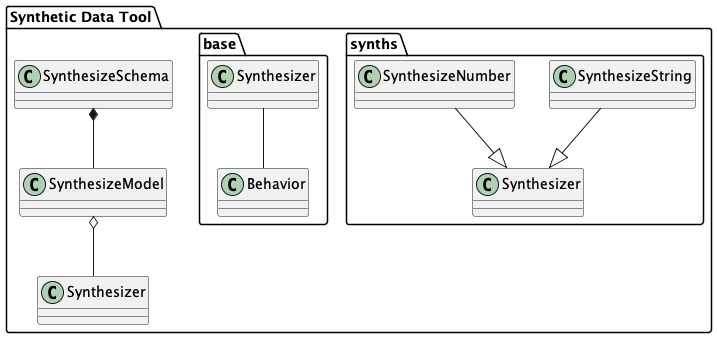 Synthetic Data Tool
base
synths
C SynthesizeSchema
C Synthesizer
C SynthesizeNumber
C SynthesizeString
C SynthesizeModel
C Behavior
C Synthesizer
C Synthesizer